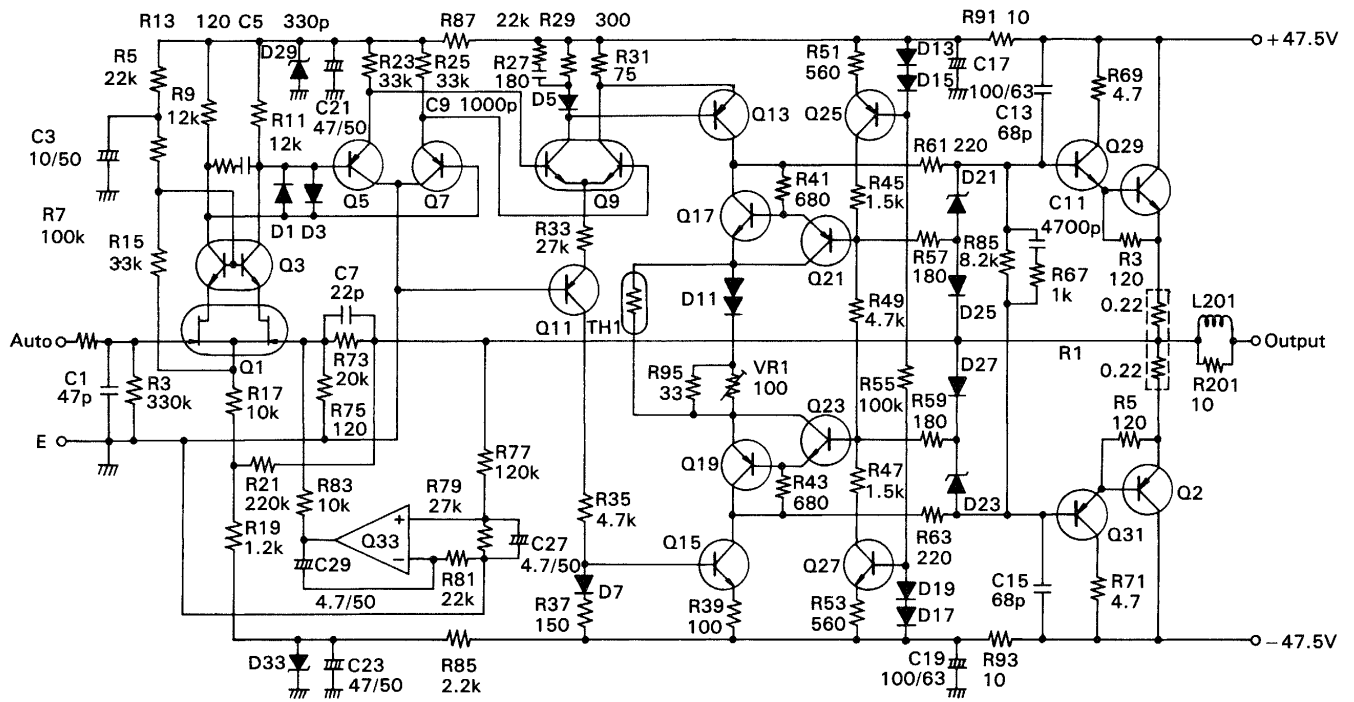 R13 120 C5 330p R87 22k R29 300 R91 10
+47.5V
R5
22k
D29
R23
33k
R25
33k
R27
180
R31
75
R51
560
D13
D15
C17
100/63
R69
4.7
R9
12k
R11
12k
C21
47/50
C9 1000p
D5
Q13
Q25
C13
68p
C3
10/50
R61 220
Q29
D21
Q5
Q7
Q9
R41
680
R45
1.5k
C11
4700p
R7
100k
D1
D3
Q17
R15
33k
R33
27k
Q21
R57
180
R85
8.2k
R67
1k
R3
120
Q3
C7
22p
D11
R49
4.7k
D25
0.22
L201
Q11
TH1
Auto
Output
Q1
R73
20k
R1
C1
47p
R3
330k
R17
10k
R75
120
R95
33
VR1
100
D27
0.22
R201
10
R55
100k
R59
180
Q23
R5
120
E
R77
120k
Q19
R21
220k
R83
10k
R79
27k
R43
680
R47
1.5k
D23
Q2
R35
4.7k
R19
1.2k
+
Q33
−
C27
4.7/50
Q31
R63
220
Q15
Q27
C29
4.7/50
R81
22k
D7
D19
D17
C15
68p
R71
4.7
R37
150
R39
100
R53
560
−47.5V
D33
C23
47/50
R85
2.2k
C19
100/63
R93
10